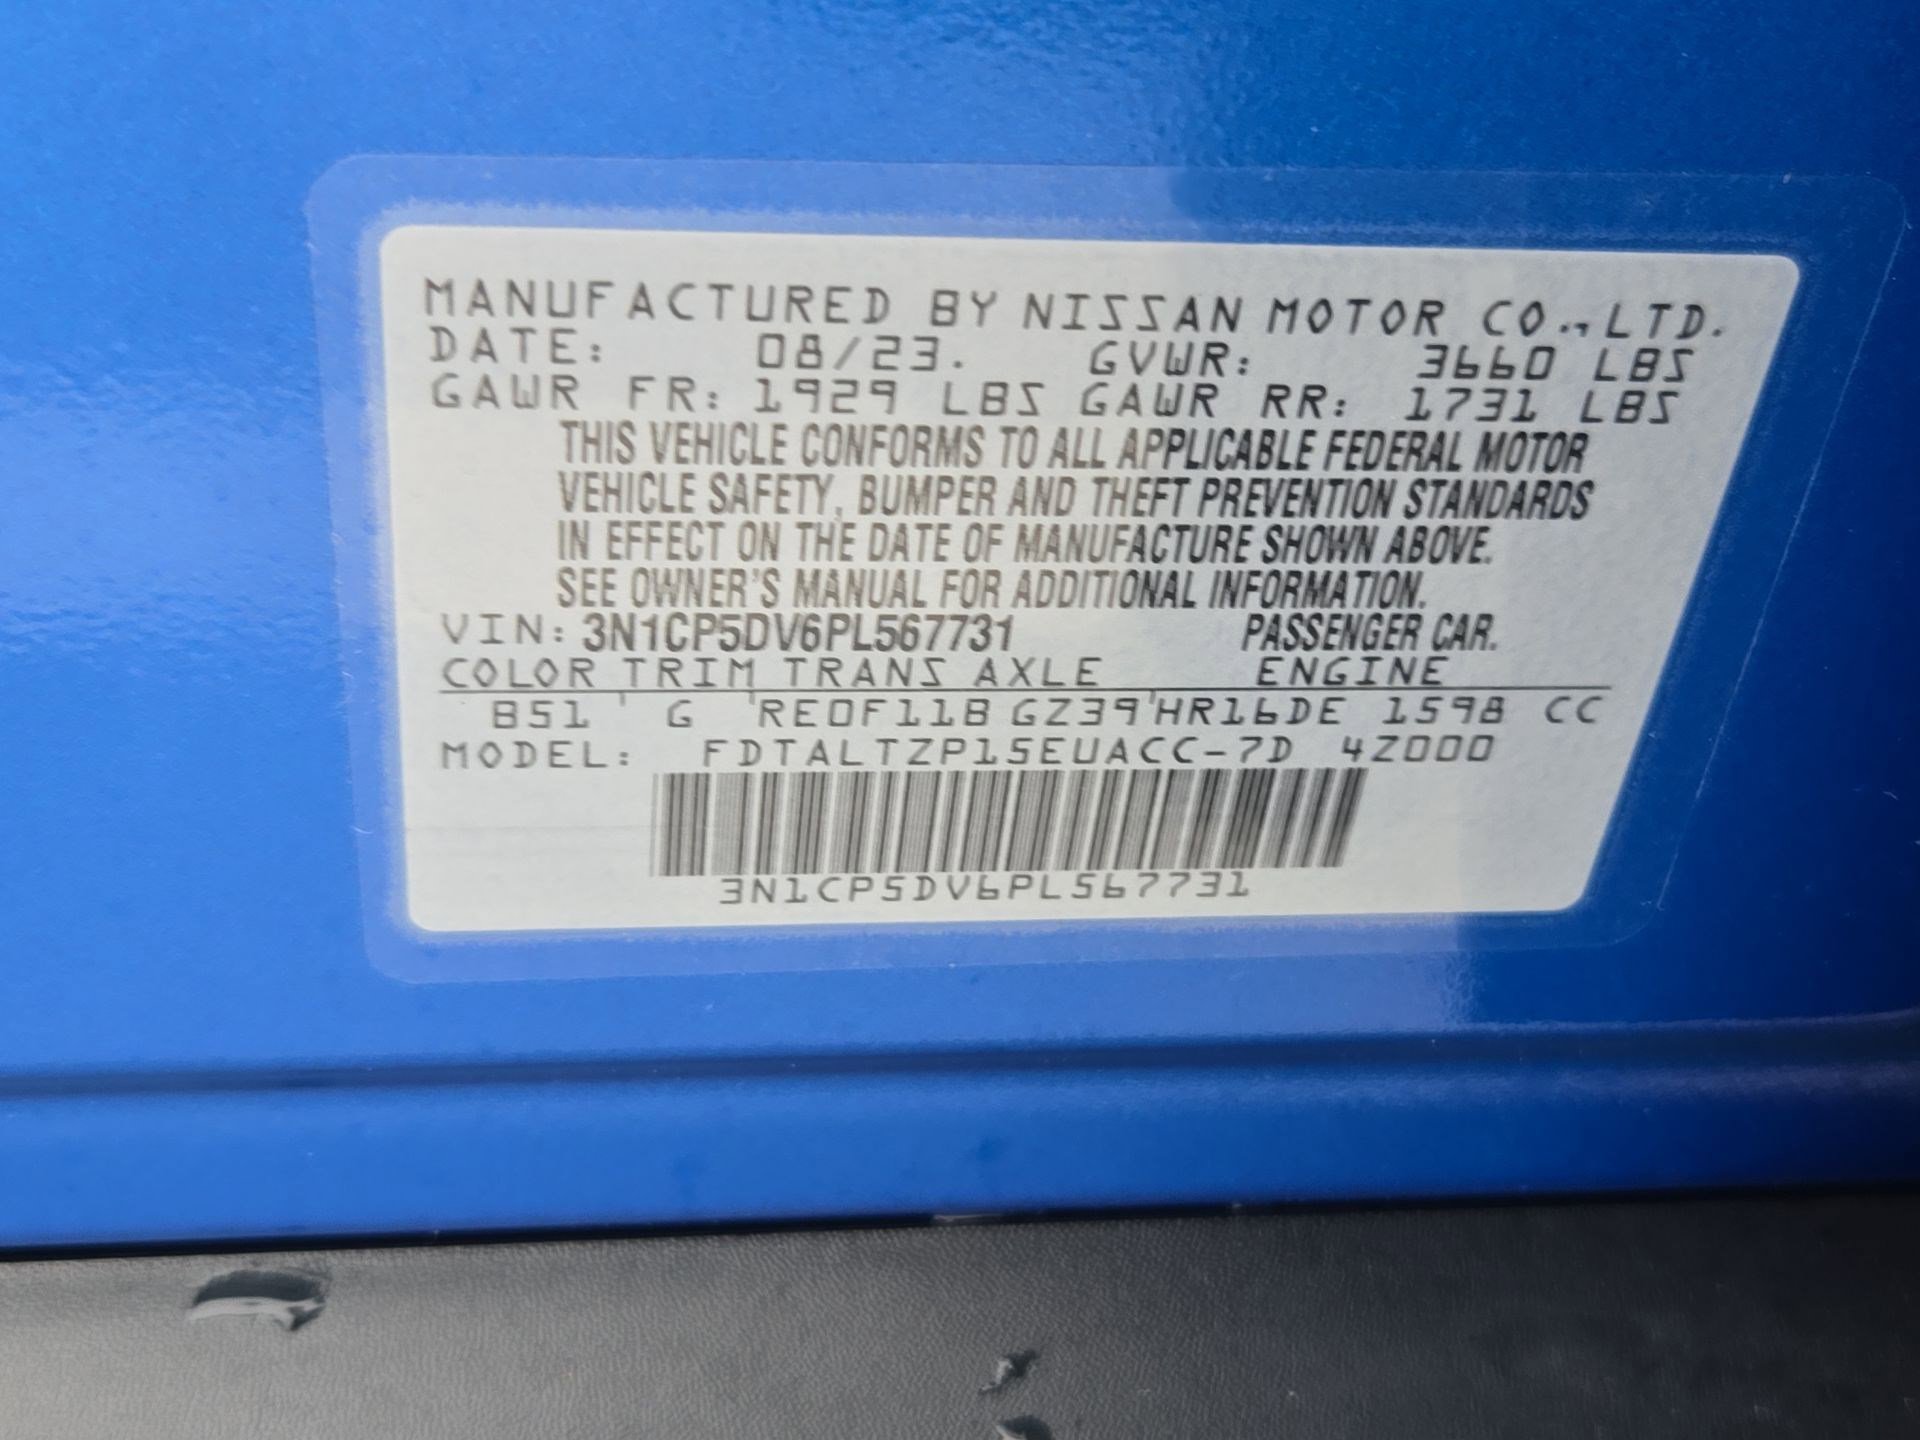 MANUFACTURED BY NISSAN MOTOR CO.,LTD.
DATE: 08/23. GVWR: 3660 LBS
GAWR FR: 1929 LBS GAWR RR: 1731 LBS
THIS VEHICLE CONFORMS TO ALL APPLICABLE FEDERAL MOTOR
VEHICLE SAFETY, BUMPER AND THEFT PREVENTION STANDARDS
IN EFFECT ON THE DATE OF MANUFACTURE SHOWN ABOVE.
SEE OWNER'S MANUAL FOR ADDITIONAL INFORMATION.
VIN: 3N1CP5DV6PL567731 PASSENGER CAR.
COLOR TRIM TRANS AXLE ENGINE
B51 ' G 'RE0F11B GZ39'HR16DE 1598 CC
MODEL: FDTALTZP15EUACC-7D 4Z000
3N1CP5DV6PL567731